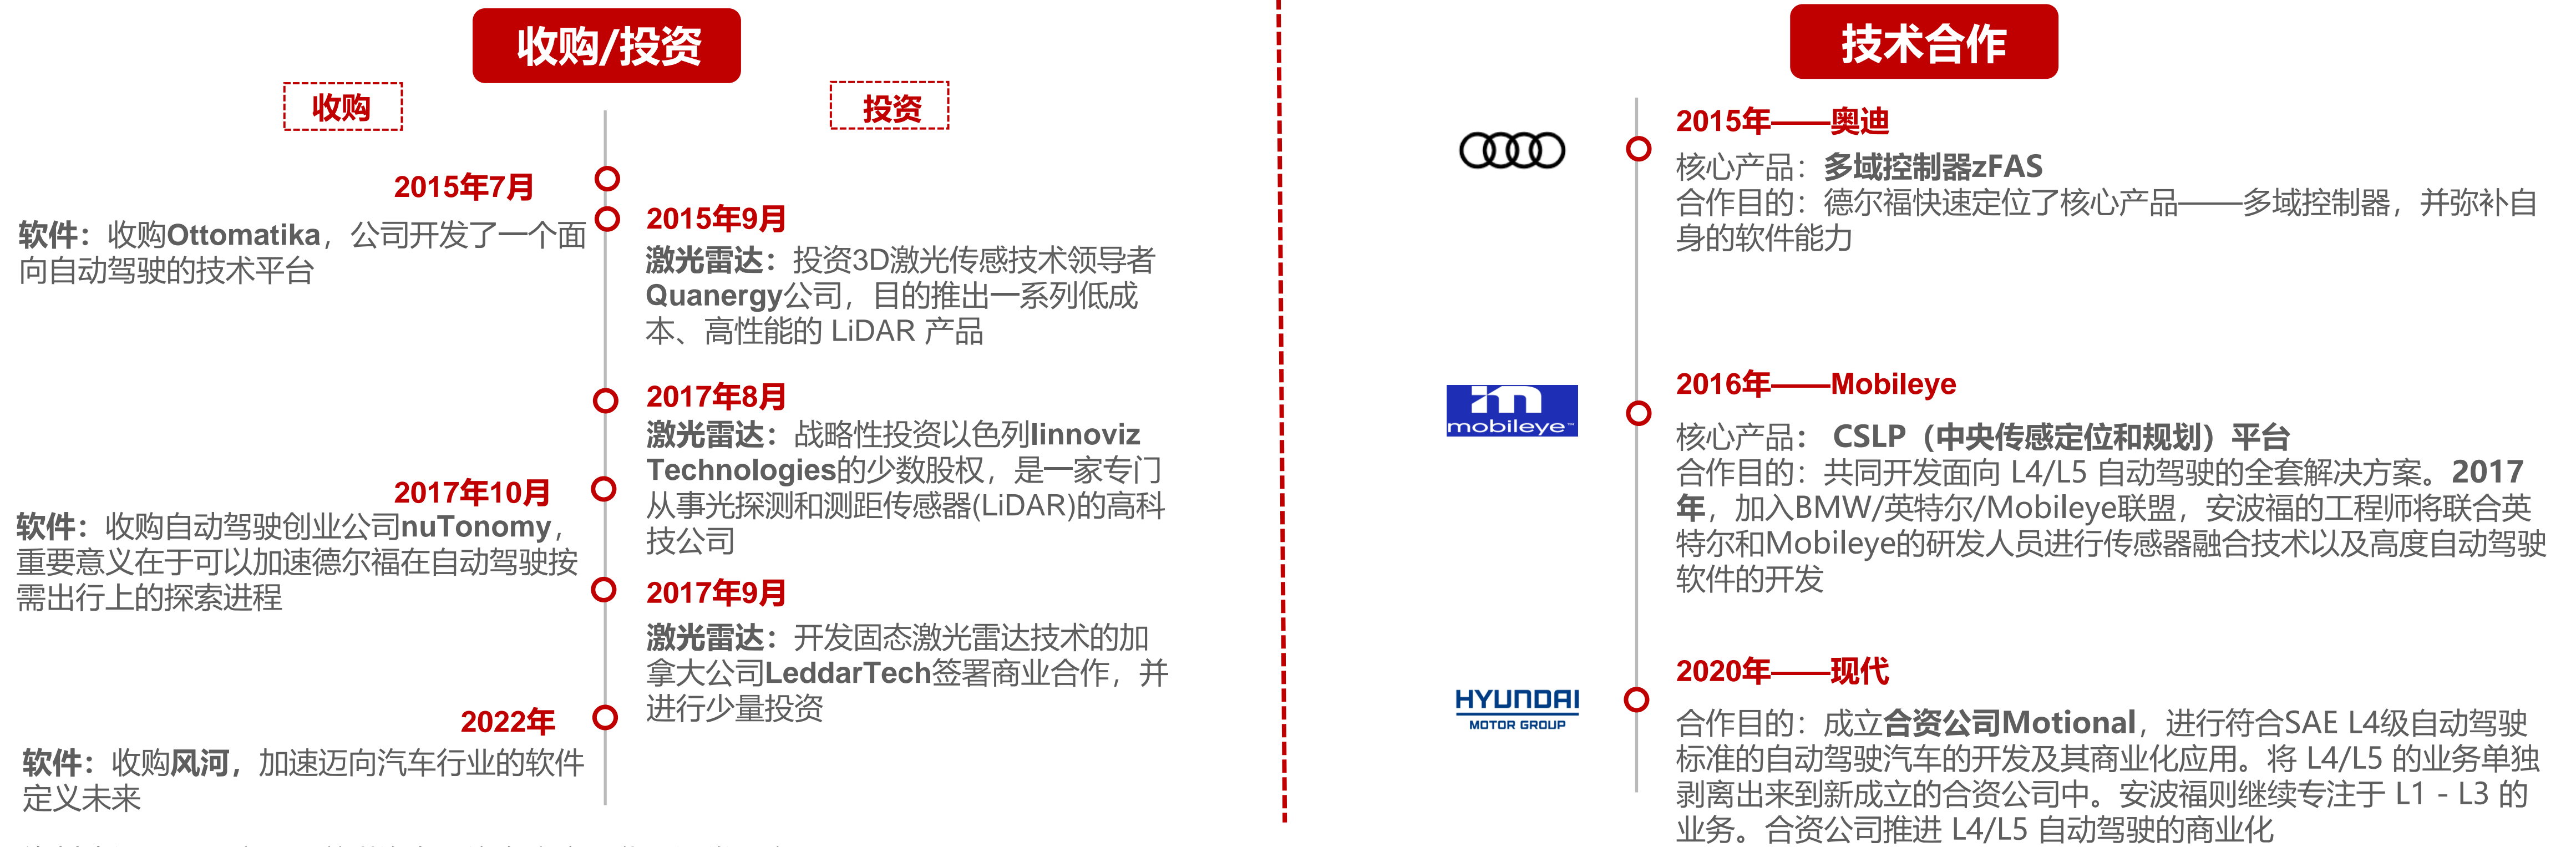 收购/投资
收购
投资
2015年7月
软件：收购Ottomatika，公司开发了一个面
向自动驾驶的技术平台
2015年9月
激光雷达：投资3D激光传感技术领导者
Quanergy公司，目的推出一系列低成
本、高性能的 LiDAR 产品
2017年8月
激光雷达：战略性投资以色列Iinnoviz
Technologies的少数股权，是一家专门
从事光探测和测距传感器(LiDAR)的高科
技公司
2017年10月
软件：收购自动驾驶创业公司nuTonomy，
重要意义在于可以加速德尔福在自动驾驶按
需出行上的探索进程
2017年9月
激光雷达：开发固态激光雷达技术的加
拿大公司LeddarTech签署商业合作，并
进行少量投资
2022年
软件：收购风河，加速迈向汽车行业的软件
定义未来
技术合作
2015年——奥迪
核心产品：多域控制器zFAS
合作目的：德尔福快速定位了核心产品——多域控制器，并弥补自
身的软件能力
mobileye™
2016年——Mobileye
核心产品： CSLP（中央传感定位和规划）平台
合作目的：共同开发面向 L4/L5 自动驾驶的全套解决方案。2017
年，加入BMW/英特尔/Mobileye联盟，安波福的工程师将联合英
特尔和Mobileye的研发人员进行传感器融合技术以及高度自动驾驶
软件的开发
HYUNDAI
MOTOR GROUP
2020年——现代
合作目的：成立合资公司Motional，进行符合SAE L4级自动驾驶
标准的自动驾驶汽车的开发及其商业化应用。将 L4/L5 的业务单独
剥离出来到新成立的合资公司中。安波福则继续专注于 L1 - L3 的
业务。合资公司推进 L4/L5 自动驾驶的商业化